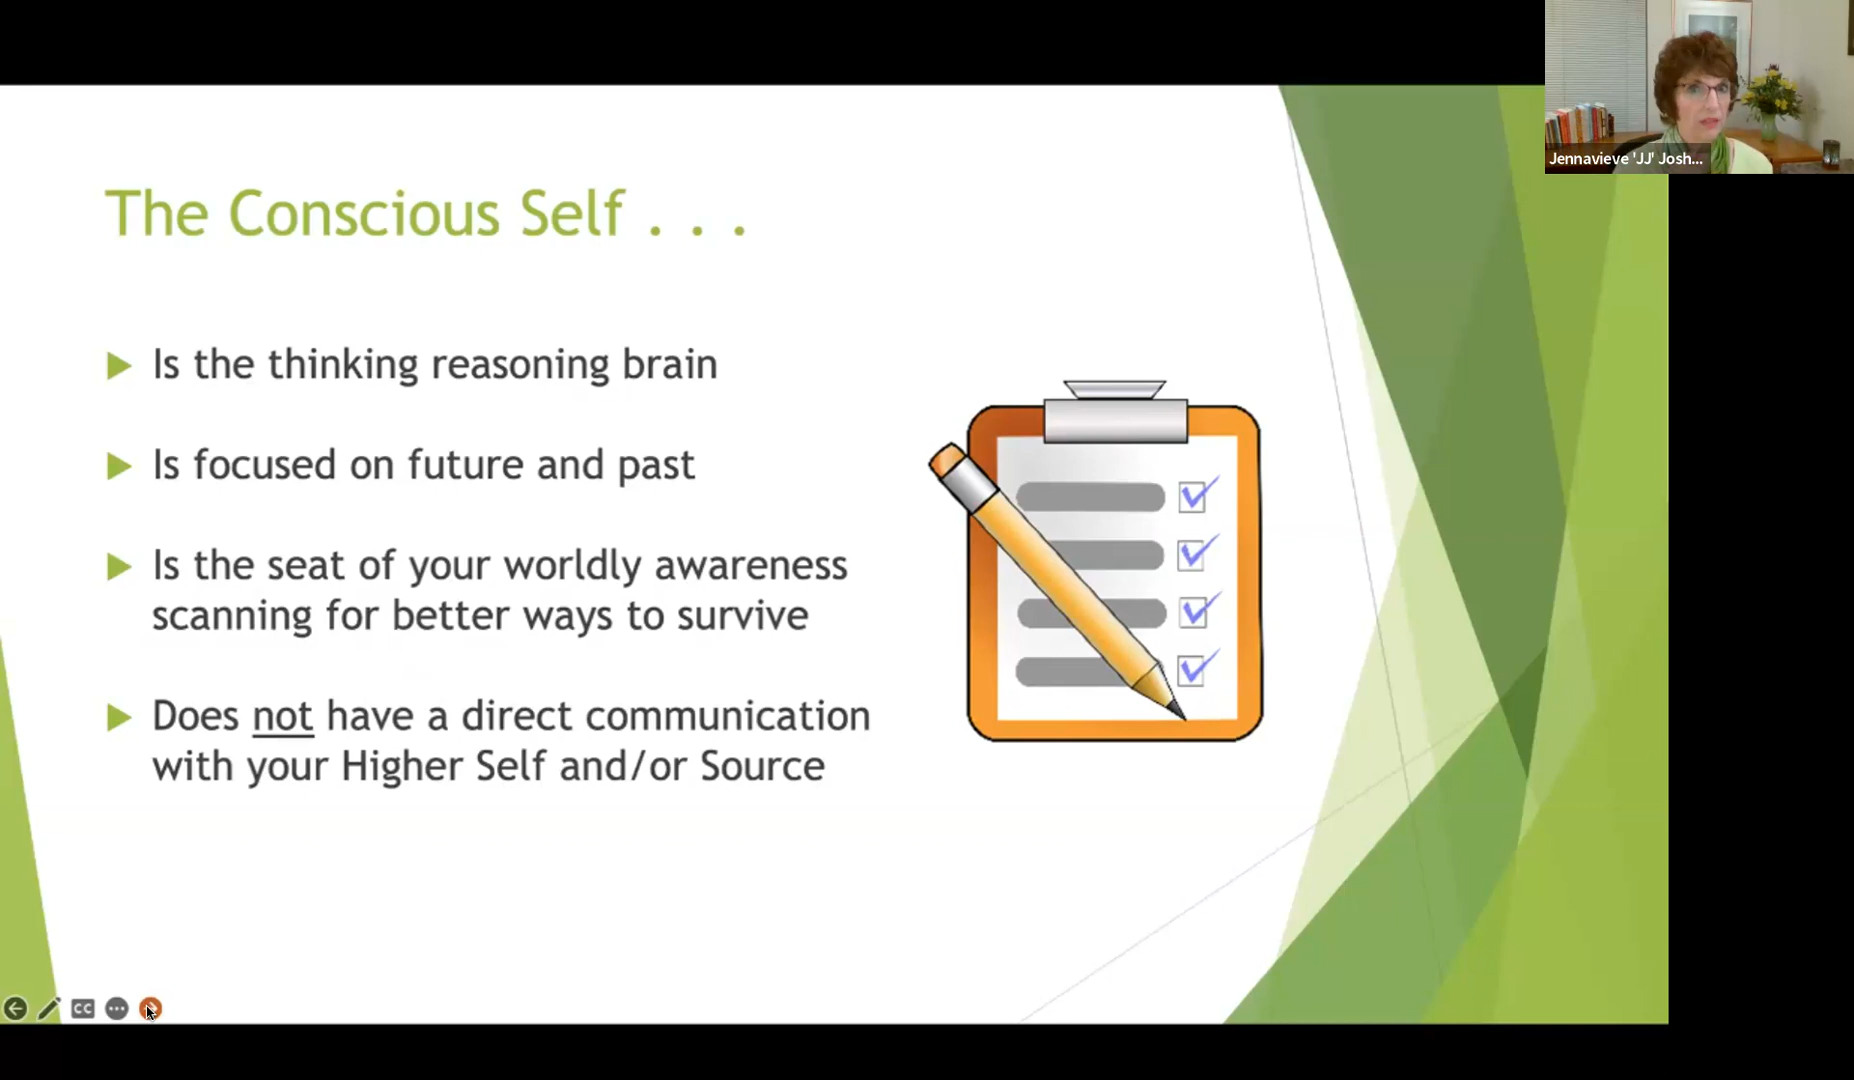 Jennavieve 'JJ' Josh...
The Conscious Self . . .
Is the thinking reasoning brain
Is focused on future and past
Is the seat of your worldly awareness
scanning for better ways to survive
Does not have a direct communication
with your Higher Self and/or Source
CC